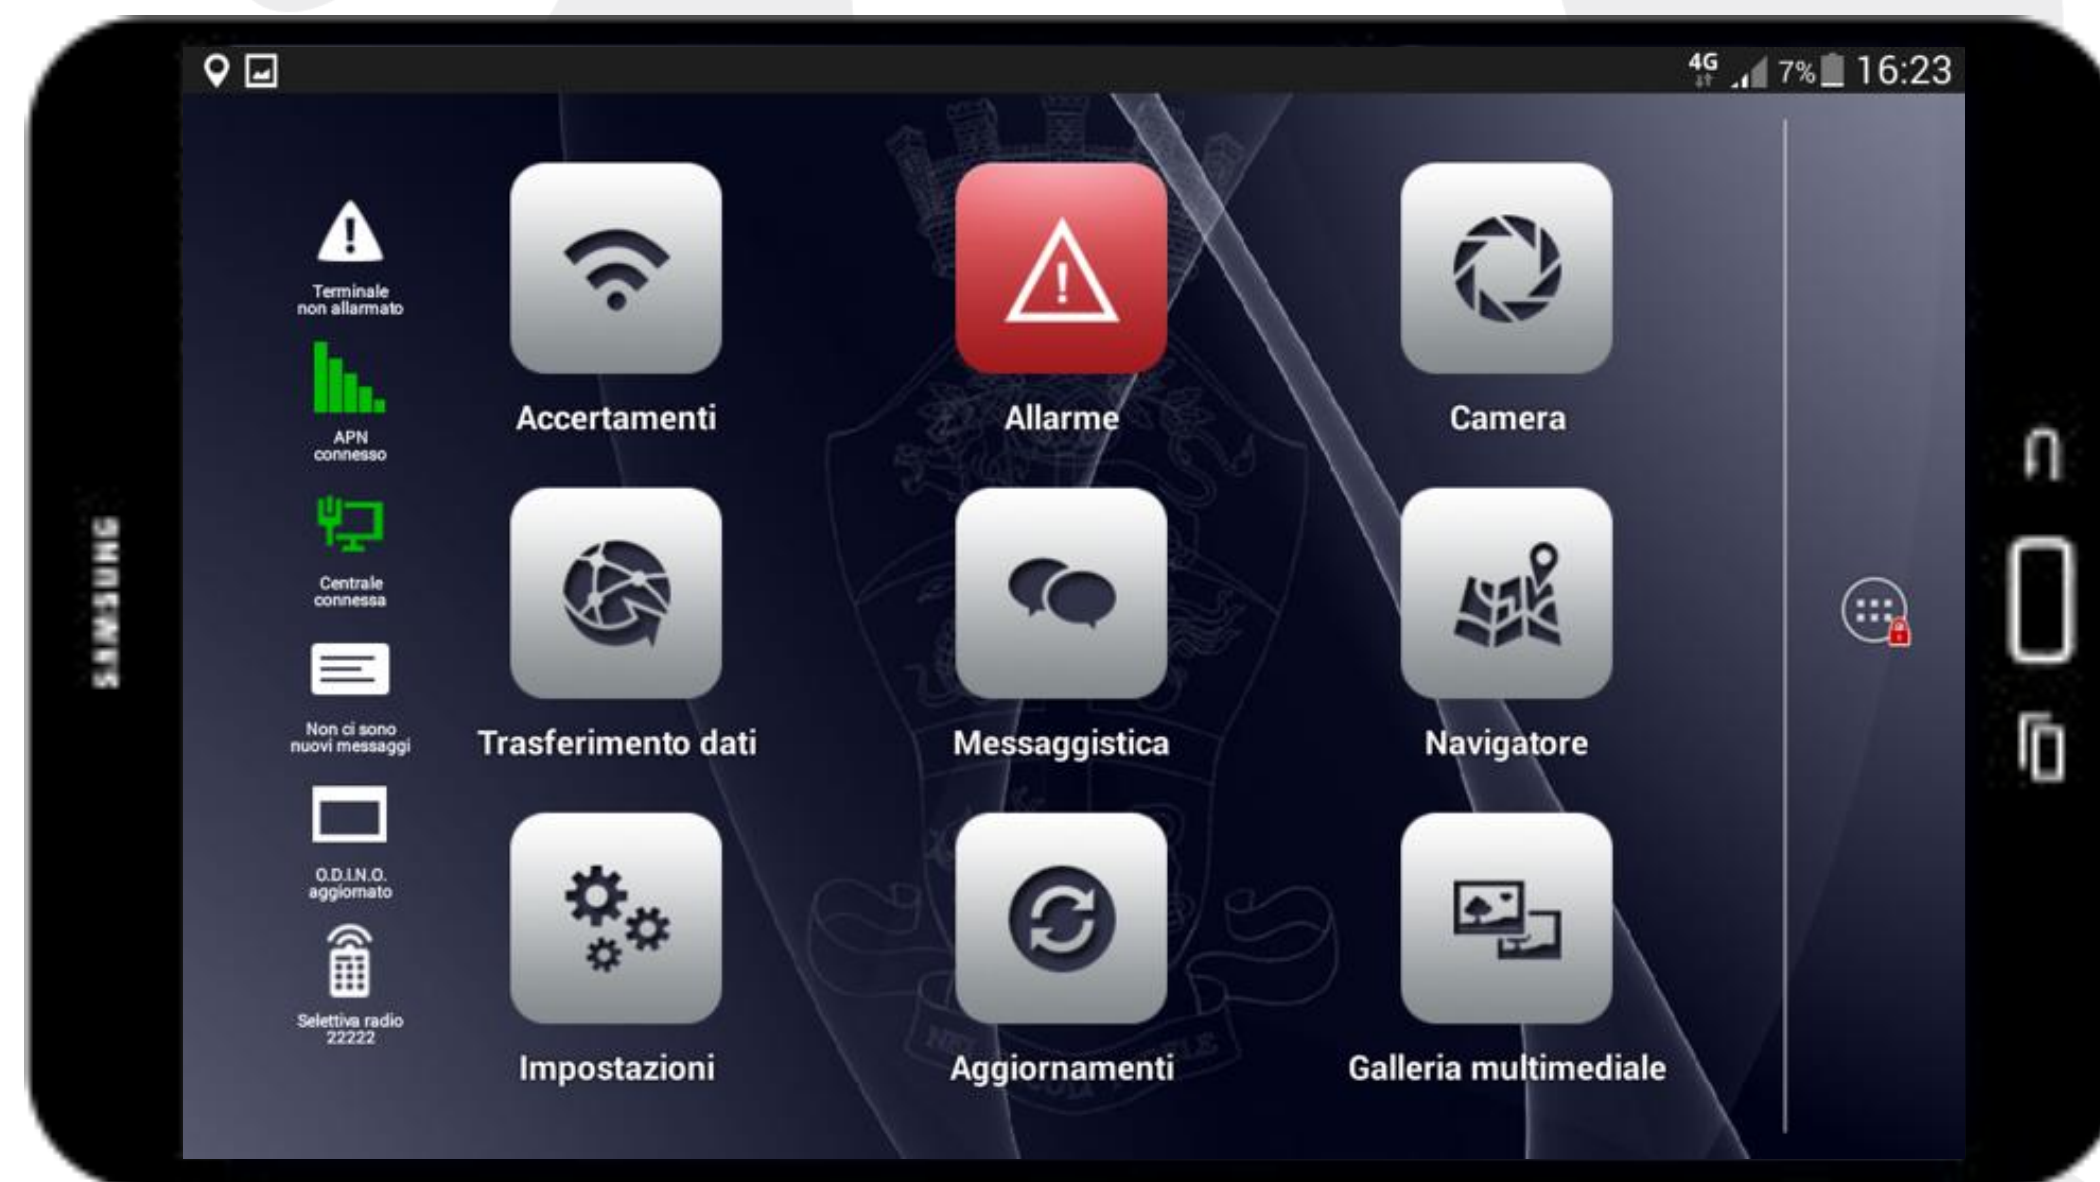 4G 7% 16:23
SAMSUNG
Terminale
non allarmato
APN
connesso
Centrale
connessa
Non ci sono
nuovi messaggi
O.D.I.N.O.
aggiornato
Selettiva radio
22222
Accertamenti
Allarme
Camera
Trasferimento dati
Messaggistica
Navigatore
Impostazioni
Aggiornamenti
Galleria multimediale